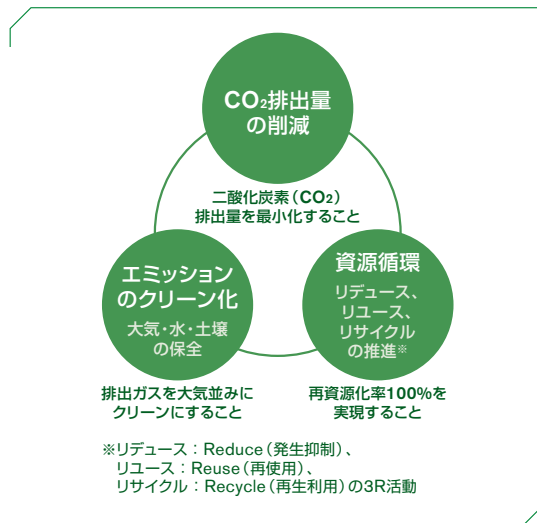 CO₂排出量
の削減
二酸化炭素（CO₂）
排出量を最小化すること
エミッション
のクリーン化
大気・水・土壌
の保全
排出ガスを大気並みに
クリーンにすること
資源循環
リデュース、
リユース、
リサイクル
の推進※
再資源化率100%を
実現すること
※リデュース：Reduce（発生抑制）、
リユース：Reuse（再使用）、
リサイクル：Recycle（再生利用）の3R活動